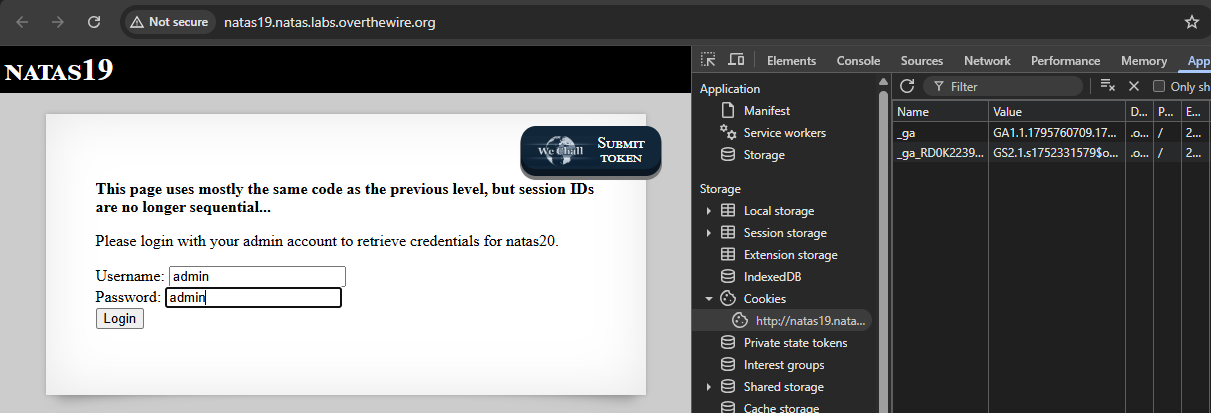 Not secure
natas19.natas.labs.overthewire.org
NATAS19
We Chall
SUBMIT
TOKEN
This page uses mostly the same code as the previous level, but session IDs
are no longer sequential...
Please login with your admin account to retrieve credentials for natas20.
Username: admin
Password: admin
Login
Elements Console Sources Network Performance Memory App
Application
Manifest
Service workers
Storage
Storage
Local storage
Session storage
Extension storage
IndexedDB
Cookies
http://natas19.nata...
Private state tokens
Interest groups
Shared storage
Cache storage
Filter
Only sh
Name Value D... P... E...
_ga GA1.1.1795760709.17... .o... / 2...
_ga_RD0K2239... GS2.1.s1752331579$o... .o... / 2...